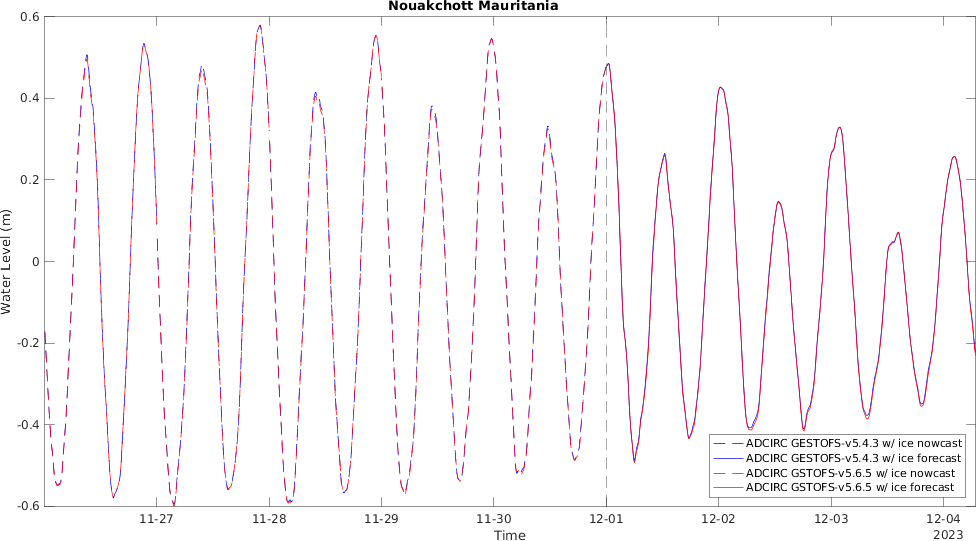 Nouakchott Mauritania
0.6
0.4
0.2
0
-0.2
-0.4
-0.6
Water Level (m)
11-27
11-28
11-29
11-30
12-01
12-02
12-03
12-04
2023
Time
ADCIRC GESTOFS-v5.4.3 w/ ice nowcast
ADCIRC GESTOFS-v5.4.3 w/ ice forecast
ADCIRC GSTOFS-v5.6.5 w/ ice nowcast
ADCIRC GSTOFS-v5.6.5 w/ ice forecast